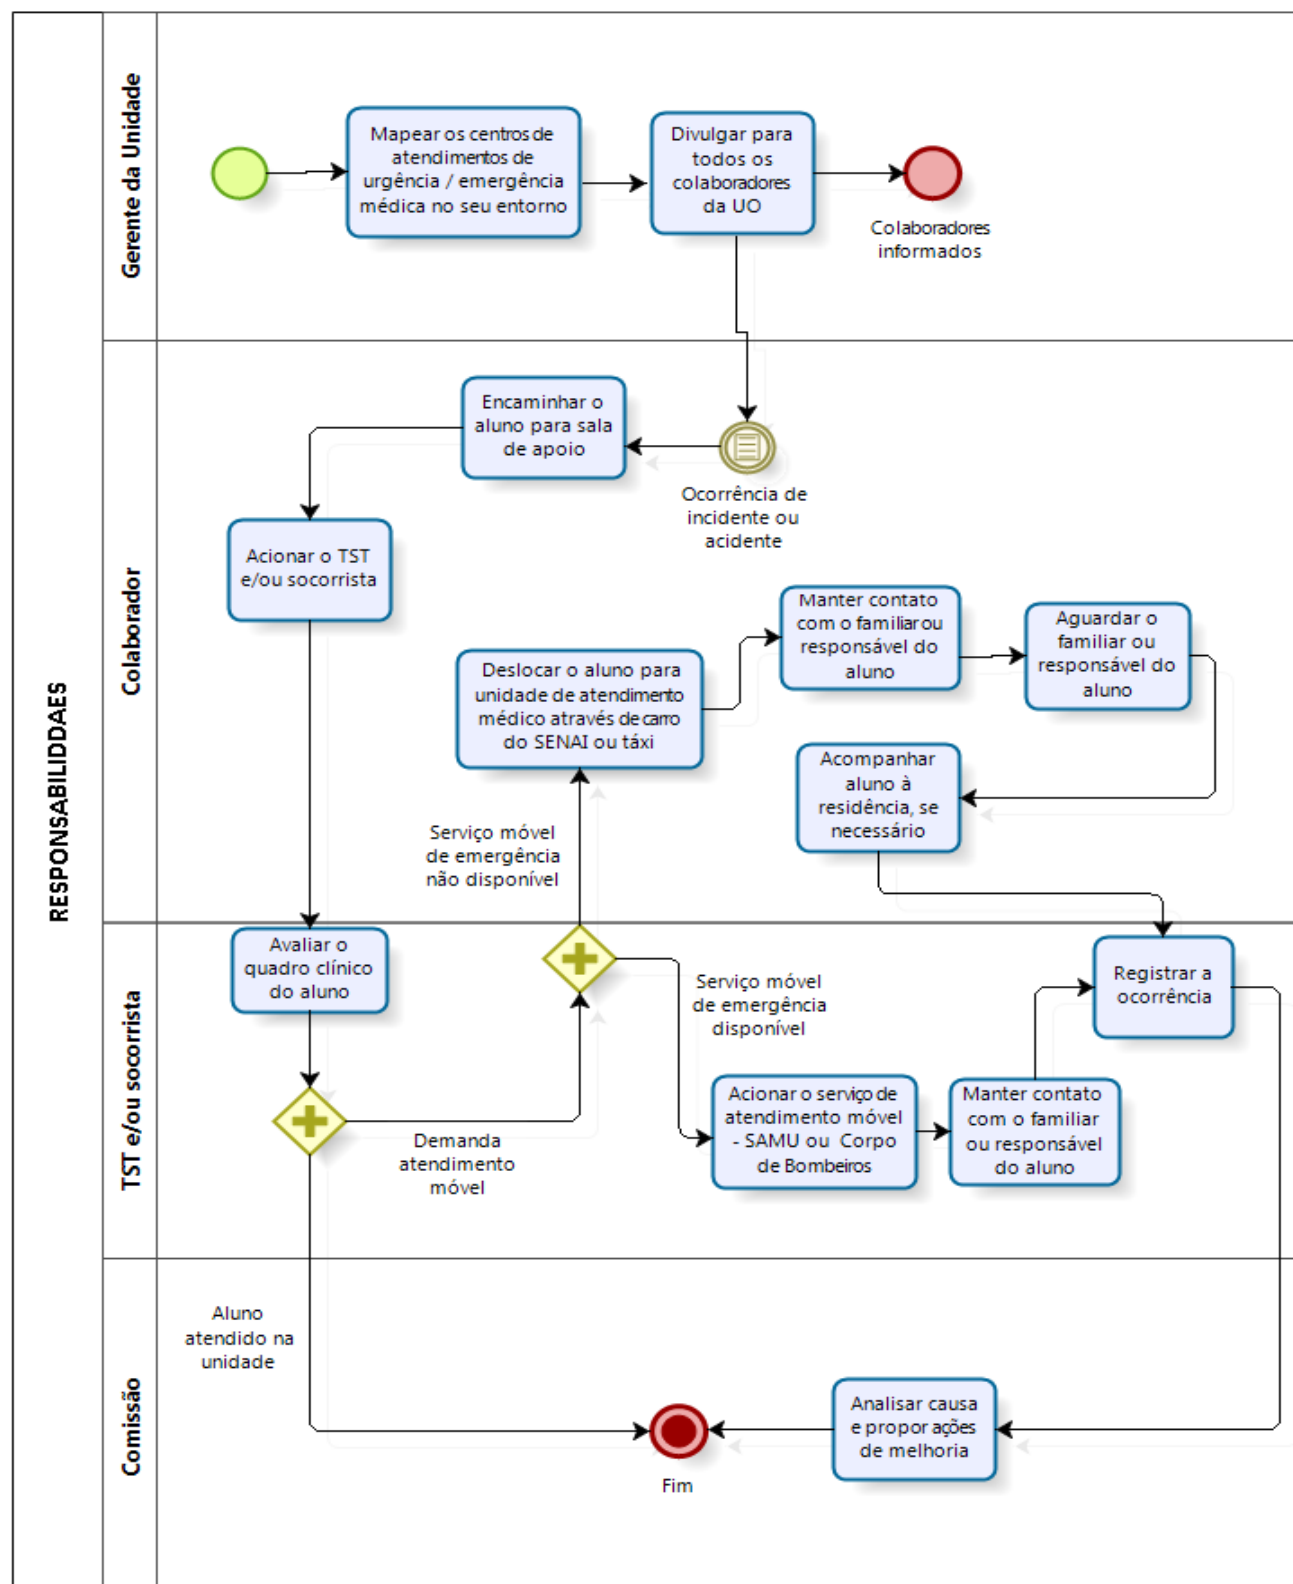 RESPONSABILIDDAES
Gerente da Unidade
Mapear os centros de
atendimentos de
urgência / emergência
médica no seu entorno
Divulgar para
todos os
colaboradores
da UO
Colaboradores
informados
Colaborador
Encaminhar o
aluno para sala
de apoio
Ocorrência de
incidente ou
acidente
Acionar o TST
e/ou socorrista
Deslocar o aluno para
unidade de atendimento
médico através de carro
do SENAI ou táxi
Manter contato
com o familiar ou
responsável do
aluno
Aguardar o
familiar ou
responsável do
aluno
Acompanhar
aluno à
residência, se
necessário
Serviço móvel
de emergência
não disponível
TST e/ou socorrista
Avaliar o
quadro clínico
do aluno
Demanda
atendimento
móvel
Serviço móvel
de emergência
disponível
Acionar o serviço de
atendimento móvel
- SAMU ou Corpo
de Bombeiros
Manter contato
com o familiar
ou responsável
do aluno
Registrar a
ocorrência
Comissão
Aluno
atendido na
unidade
Fim
Analisar causa
e propor ações
de melhoria